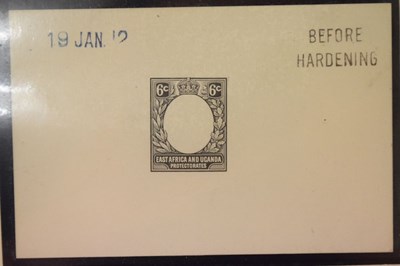 19 JAN. 12
BEFORE
HARDENING
6c 6c
EAST AFRICA AND UGANDA
PROTECTORATES